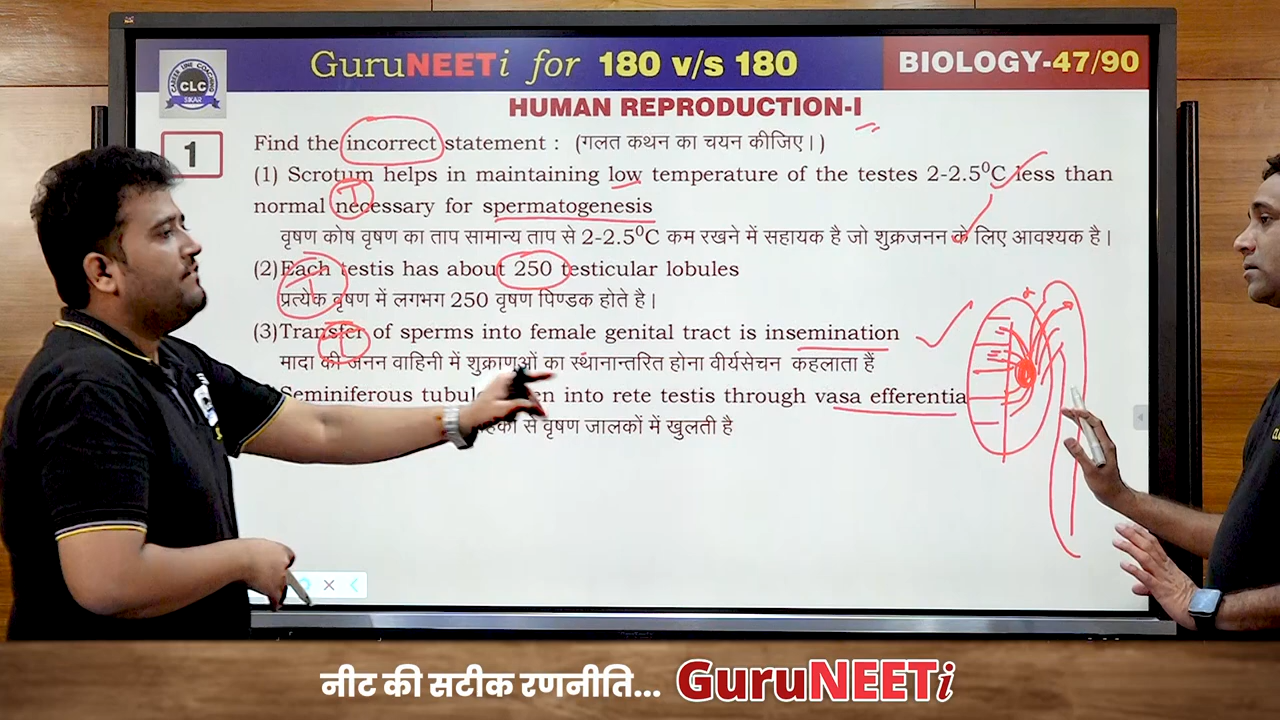 CAREER LINE COACHING
CLC
SIKAR
GuruNEETi for 180 v/s 180
BIOLOGY-47/90
HUMAN REPRODUCTION-I
1
Find the incorrect statement : (गलत कथन का चयन कीजिए।)
(1) Scrotum helps in maintaining low temperature of the testes 2-2.5⁰C less than
normal necessary for spermatogenesis
वृषण कोष वृषण का ताप सामान्य ताप से 2-2.5⁰C कम रखने में सहायक है जो शुक्रजनन के लिए आवश्यक है।
(2)Each testis has about 250 testicular lobules
प्रत्येक वृषण में लगभग 250 वृषण पिण्डक होते है।
(3)Transfer of sperms into female genital tract is insemination
मादा की जनन वाहिनी में शुक्राणुओं का स्थानान्तरित होना वीर्यसेचन कहलाता हैं
Seminiferous into rete testis through vasa efferentia
से वृषण जालकों में खुलती है
T
T
T
नीट की सटीक रणनीति... GuruNEETi